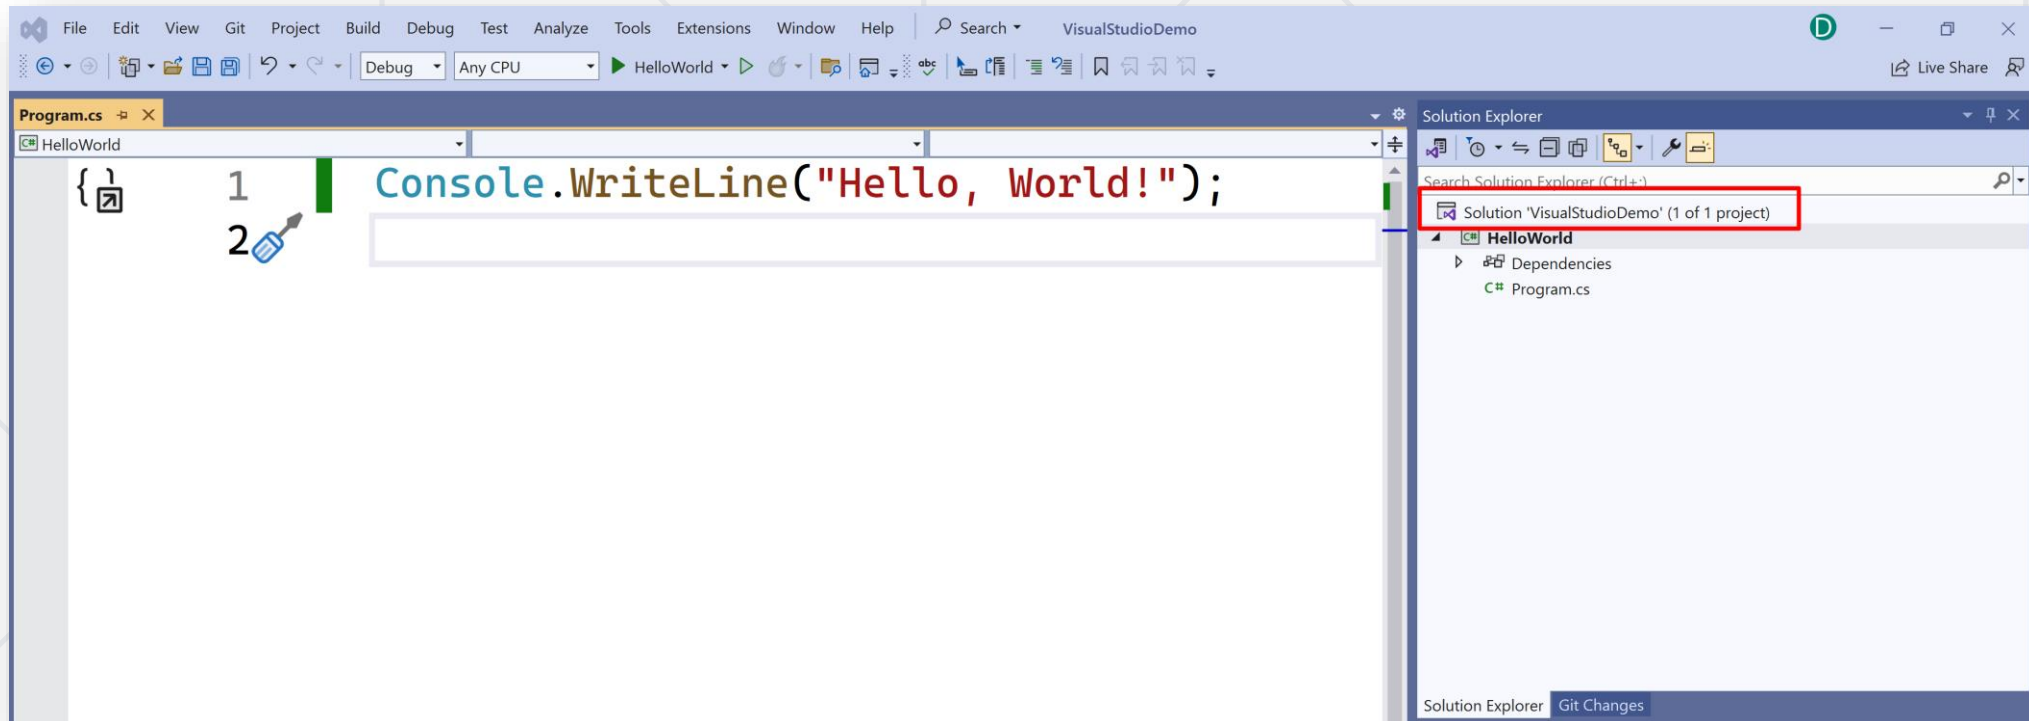 File Edit View Git Project Build Debug Test Analyze Tools Extensions Window Help Search VisualStudioDemo D
Debug Any CPU HelloWorld abc Live Share
Program.cs
C# HelloWorld
1 Console.WriteLine("Hello, World!");
2
Solution Explorer
Search Solution Explorer (Ctrl+;)
Solution 'VisualStudioDemo' (1 of 1 project)
C# HelloWorld
Dependencies
C# Program.cs
Solution Explorer Git Changes